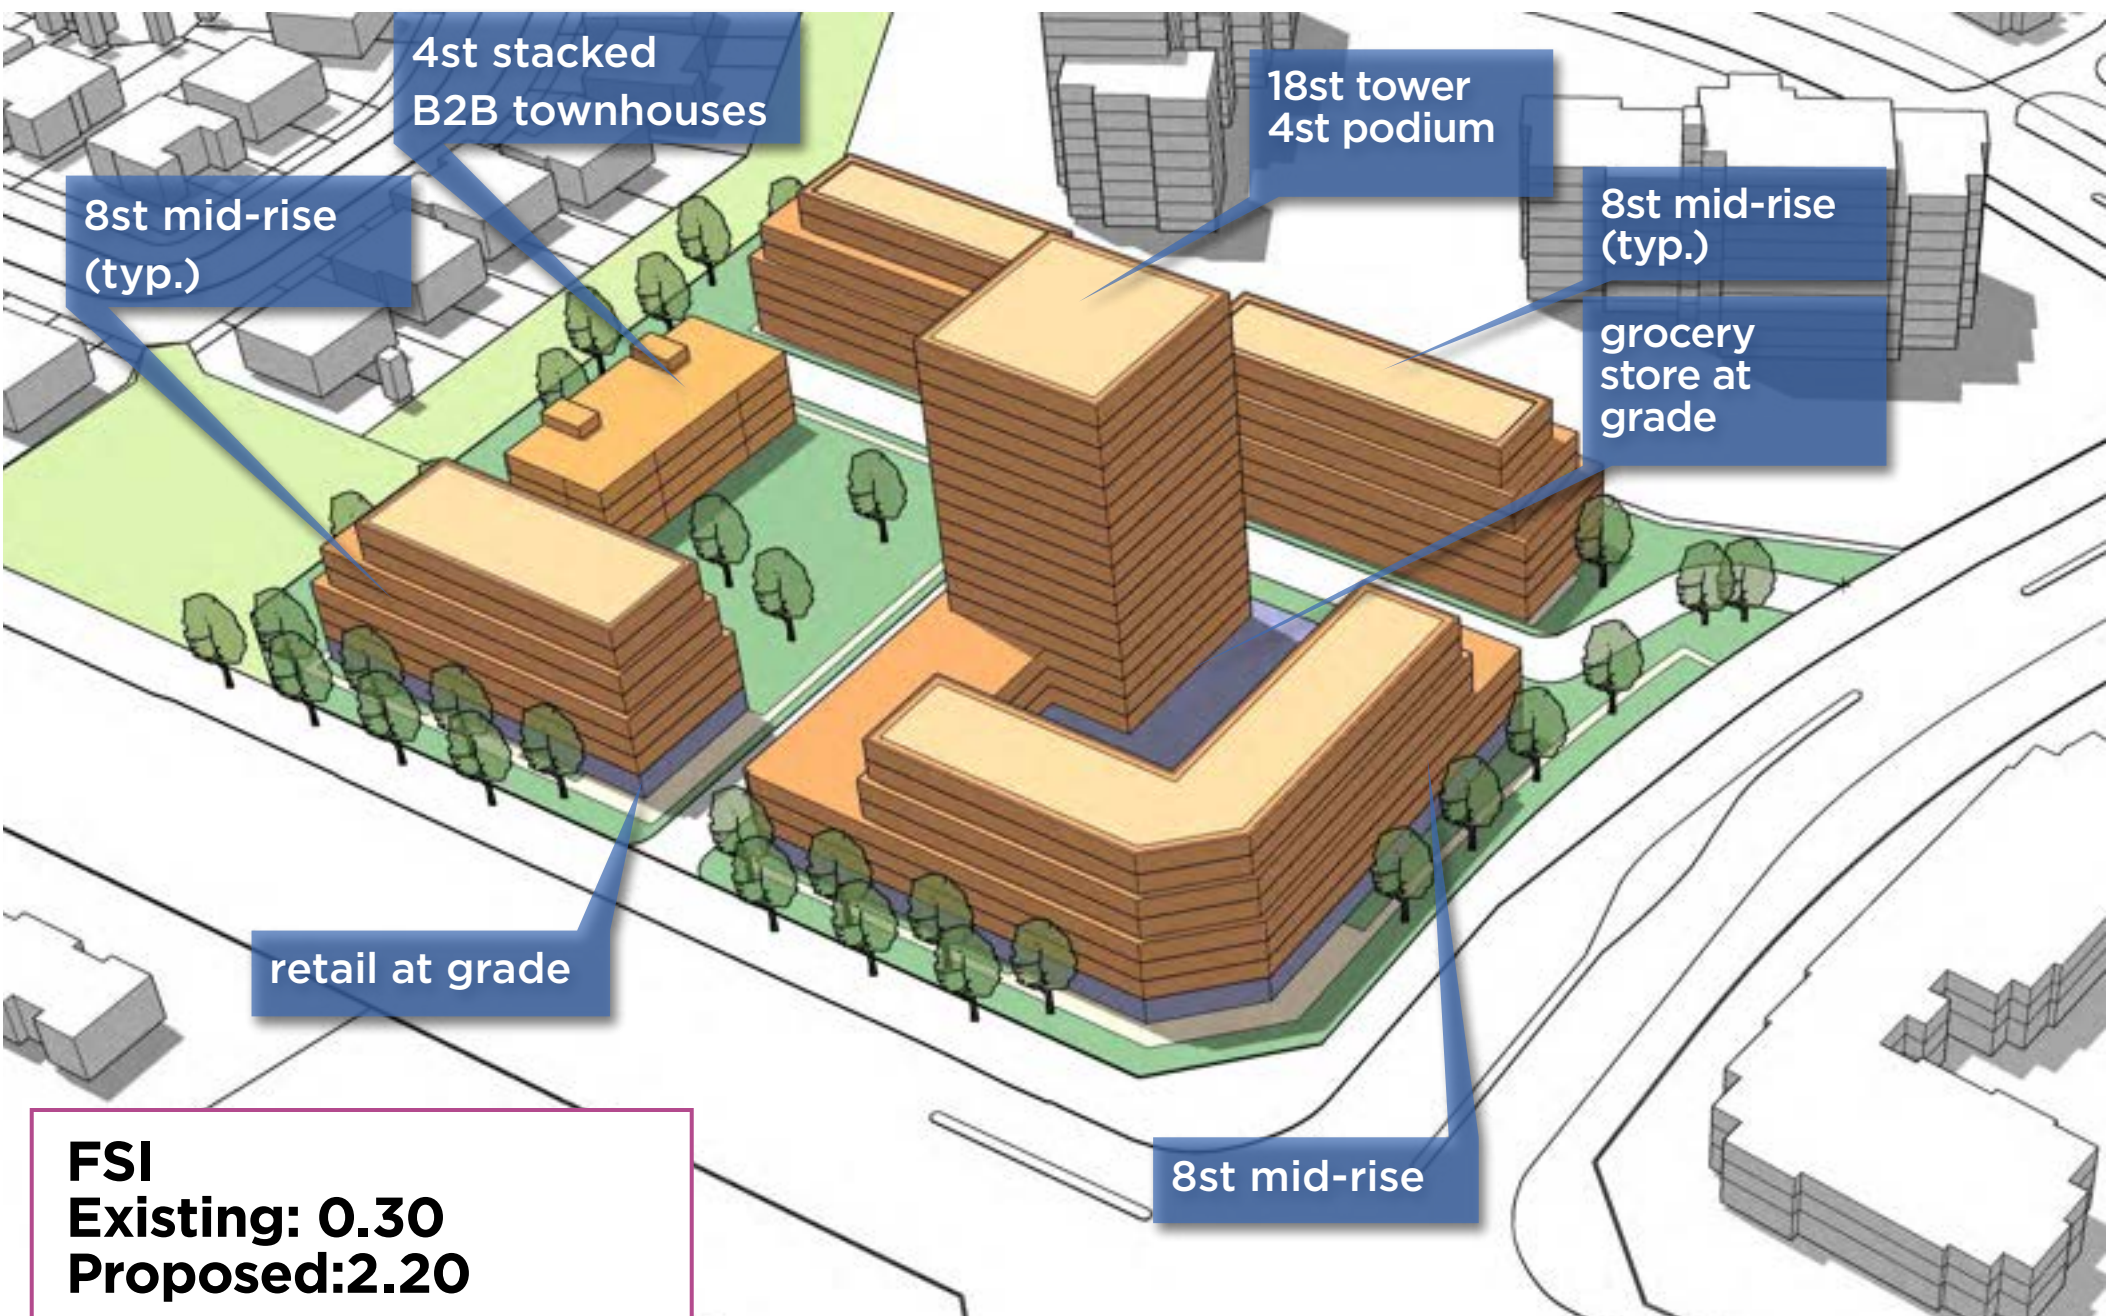 4st stacked
B2B townhouses
18st tower
4st podium
8st mid-rise
(typ.)
8st mid-rise
(typ.)
grocery
store at
grade
retail at grade
8st mid-rise
FSI
Existing: 0.30
Proposed:2.20